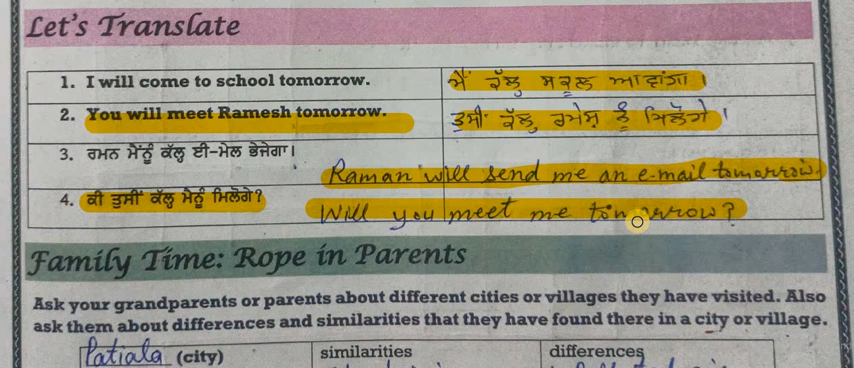 Let's Translate
1. I will come to school tomorrow. ਮੈਂ ਕੱਲ੍ਹ ਸਕੂਲ ਆਵਾਂਗਾ।
2. You will meet Ramesh tomorrow. ਤੁਸੀਂ ਕੱਲ੍ਹ ਰਮੇਸ਼ ਨੂੰ ਮਿਲੋਗੇ।
3. ਰਮਨ ਮੈਨੂੰ ਕੱਲ੍ਹ ਈ-ਮੇਲ ਭੇਜੇਗਾ।
Raman will send me an e-mail tomorrow.
4. ਕੀ ਤੁਸੀਂ ਕੱਲ੍ਹ ਮੈਨੂੰ ਮਿਲੋਗੇ? Will you meet me tomorrow?
Family Time: Rope in Parents
Ask your grandparents or parents about different cities or villages they have visited. Also
ask them about differences and similarities that they have found there in a city or village.
Patiala (city) similarities differences